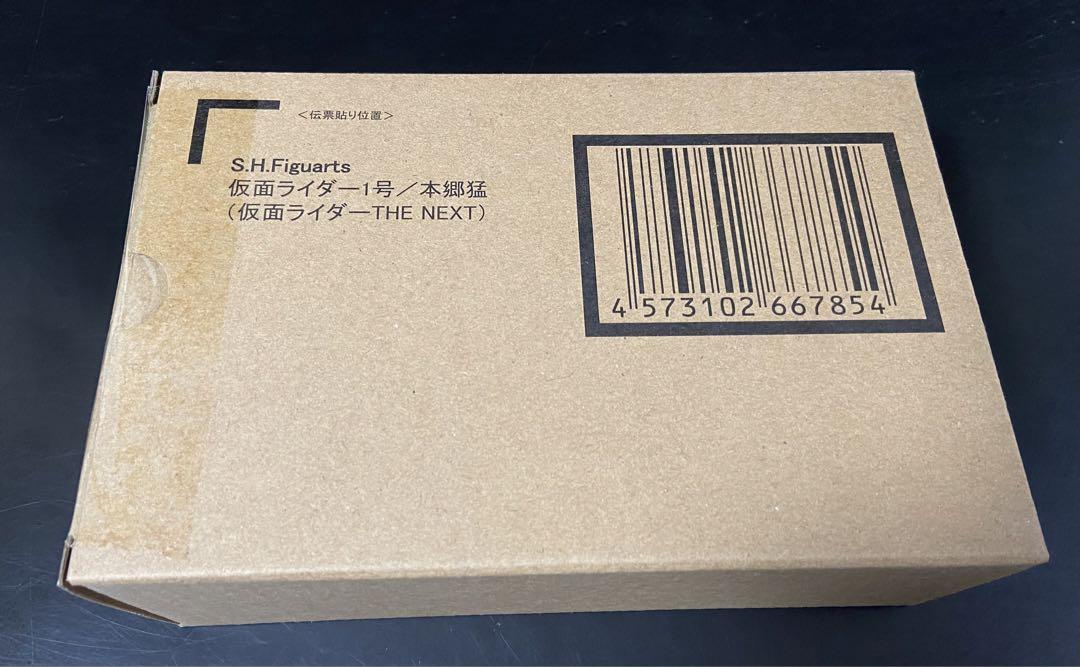 <伝票貼り位置>
S.H.Figuarts
仮面ライダー1号／本郷猛
（仮面ライダーTHE NEXT）
4 573102 667854